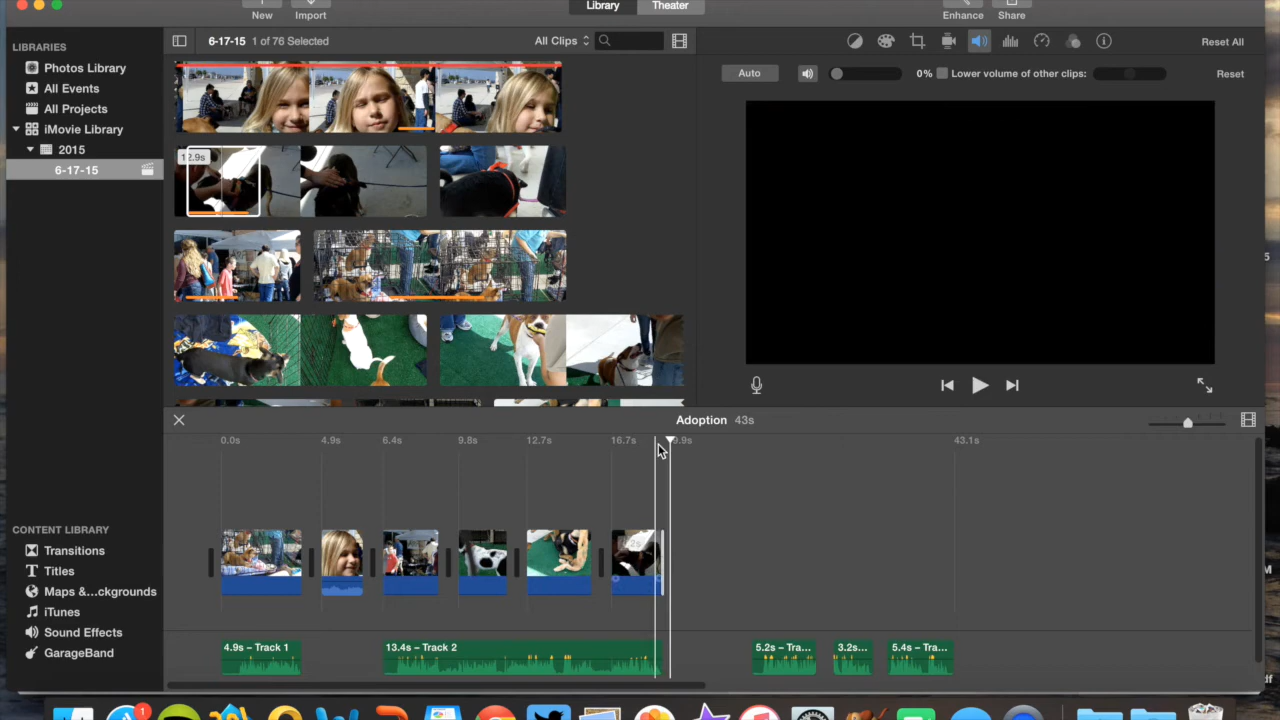 New Import Library Theater Enhance Share
LIBRARIES
Photos Library
All Events
All Projects
iMovie Library
2015
6-17-15
6-17-15 1 of 76 Selected All Clips
Reset All
Auto 0% Lower volume of other clips: Reset
12.9s
Adoption 43s
0.0s 4.9s 6.4s 9.8s 12.7s 16.7s 9.9s 43.1s
CONTENT LIBRARY
Transitions
Titles
Maps &...ckgrounds
iTunes
Sound Effects
GarageBand
4.9s – Track 1 13.4s – Track 2 5.2s – Tra... 3.2s... 5.4s – Tra...
1